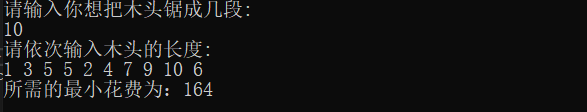 请输入你想把木头锯成几段:
10
请依次输入木头的长度:
1 3 5 5 2 4 7 9 10 6
所需的最小花费为：164